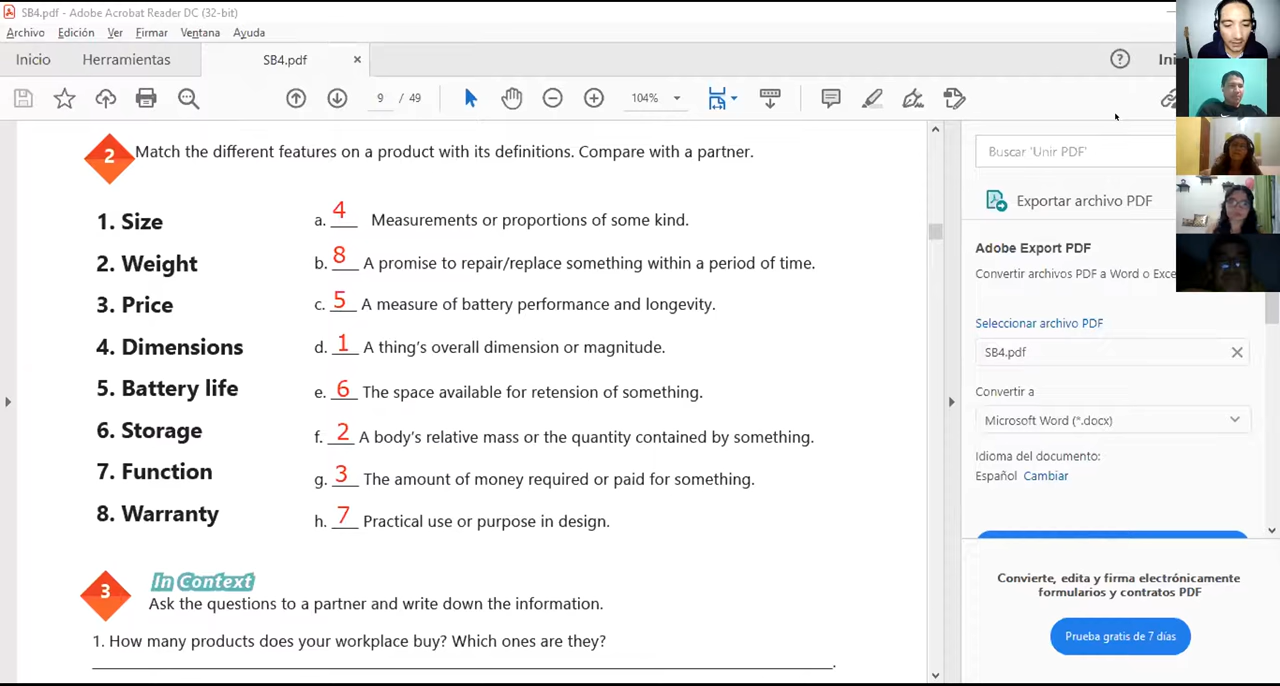 SB4.pdf - Adobe Acrobat Reader DC (32-bit)
Archivo Edición Ver Firmar Ventana Ayuda
Inicio Herramientas SB4.pdf × ? Ini
9 / 49 104%
2 Match the different features on a product with its definitions. Compare with a partner.
1. Size a. 4 Measurements or proportions of some kind.
2. Weight b. 8 A promise to repair/replace something within a period of time.
3. Price c. 5 A measure of battery performance and longevity.
4. Dimensions d. 1 A thing's overall dimension or magnitude.
5. Battery life e. 6 The space available for retension of something.
6. Storage f. 2 A body's relative mass or the quantity contained by something.
7. Function g. 3 The amount of money required or paid for something.
8. Warranty h. 7 Practical use or purpose in design.
3 In Context
Ask the questions to a partner and write down the information.
1. How many products does your workplace buy? Which ones are they?
Buscar 'Unir PDF'
Exportar archivo PDF
Adobe Export PDF
Convertir archivos PDF a Word o Exce
Seleccionar archivo PDF
SB4.pdf ×
Convertir a
Microsoft Word (*.docx)
Idioma del documento:
Español Cambiar
Convierte, edita y firma electrónicamente
formularios y contratos PDF
Prueba gratis de 7 días